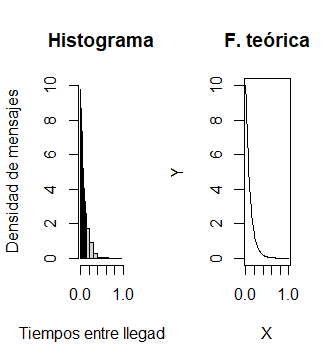 Histograma
Densidad de mensajes
0 2 4 6 8 10
0.0 1.0
Tiempos entre llegad
F. teórica
Y
0 2 4 6 8 10
0.0 1.0
X